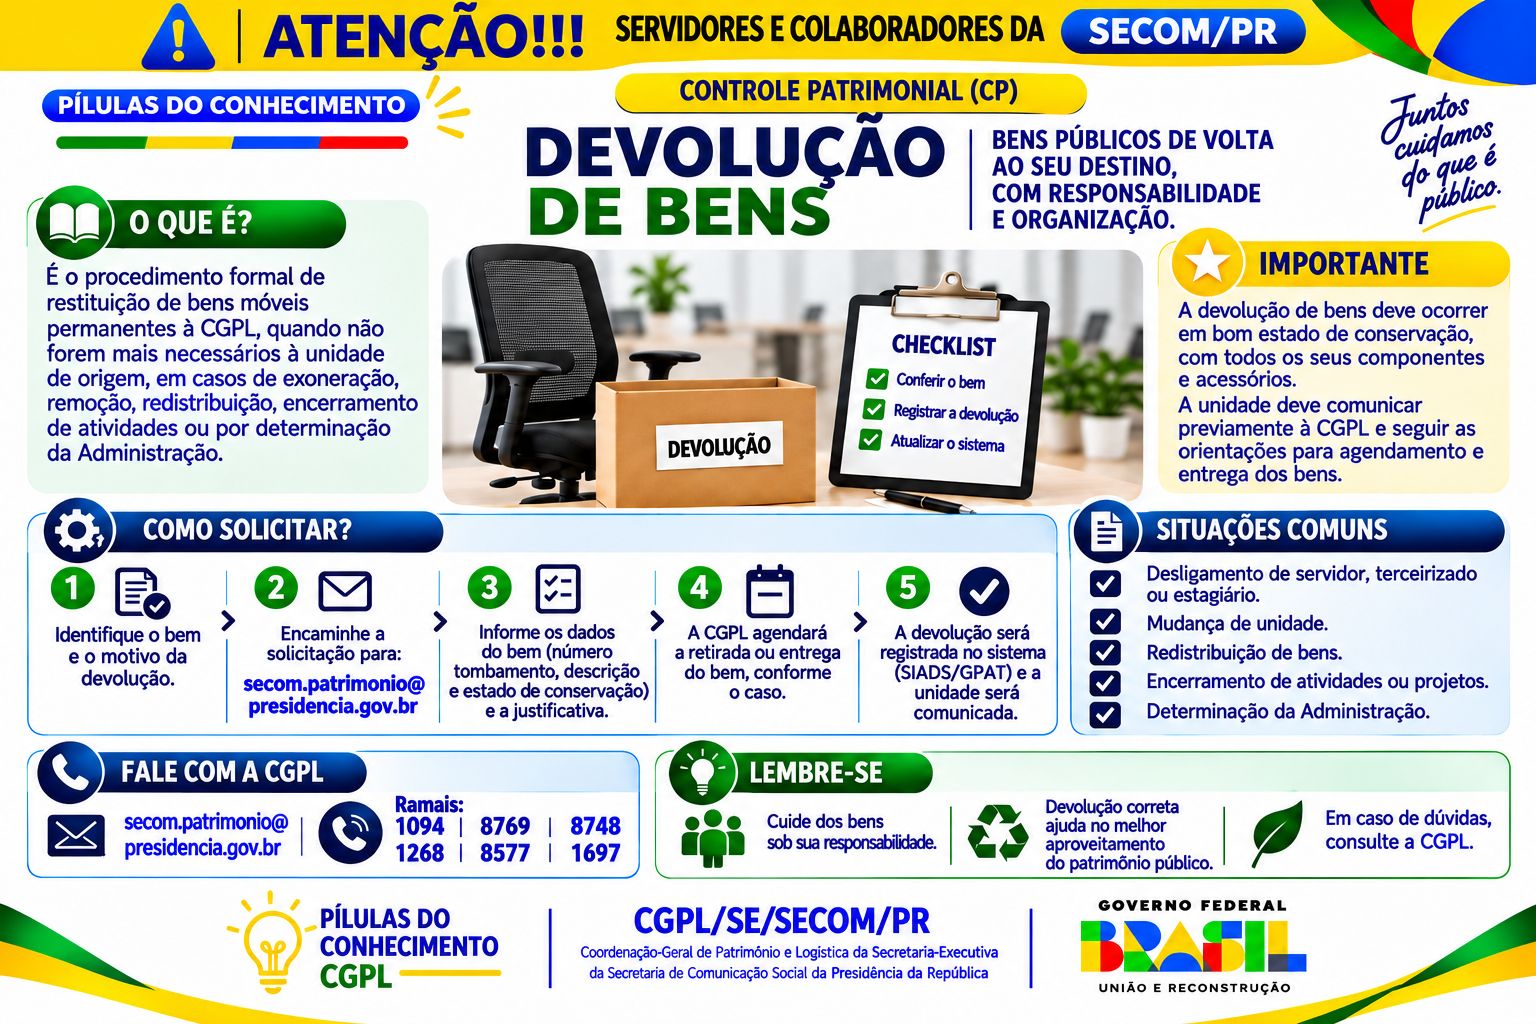 ATENÇÃO!!!
SERVIDORES E COLABORADORES DA
SECOM/PR
PÍLULAS DO CONHECIMENTO
CONTROLE PATRIMONIAL (CP)
DEVOLUÇÃO
DE BENS
BENS PÚBLICOS DE VOLTA
AO SEU DESTINO,
COM RESPONSABILIDADE
E ORGANIZAÇÃO.
Juntos
cuidamos
do que é
público.
O QUE É?
É o procedimento formal de
restituição de bens móveis
permanentes à CGPL, quando não
forem mais necessários à unidade
de origem, em casos de exoneração,
remoção, redistribuição, encerramento
de atividades ou por determinação
da Administração.
DEVOLUÇÃO
CHECKLIST
Conferir o bem
Registrar a devolução
Atualizar o sistema
IMPORTANTE
A devolução de bens deve ocorrer
em bom estado de conservação,
com todos os seus componentes
e acessórios.
A unidade deve comunicar
previamente à CGPL e seguir as
orientações para agendamento e
entrega dos bens.
COMO SOLICITAR?
1
Identifique o bem
e o motivo da
devolução.
2
Encaminhe a
solicitação para:
secom.patrimonio@
presidencia.gov.br
3
Informe os dados
do bem (número
tombamento, descrição
e estado de conservação)
e a justificativa.
4
A CGPL agendará
a retirada ou entrega
do bem, conforme
o caso.
5
A devolução será
registrada no sistema
(SIADS/GPAT) e a
unidade será
comunicada.
SITUAÇÕES COMUNS
Desligamento de servidor, terceirizado
ou estagiário.
Mudança de unidade.
Redistribuição de bens.
Encerramento de atividades ou projetos.
Determinação da Administração.
FALE COM A CGPL
secom.patrimonio@
presidencia.gov.br
Ramais:
1094 | 8769 | 8748
1268 | 8577 | 1697
LEMBRE-SE
Cuide dos bens
sob sua responsabilidade.
Devolução correta
ajuda no melhor
aproveitamento
do patrimônio público.
Em caso de dúvidas,
consulte a CGPL.
PÍLULAS DO
CONHECIMENTO
CGPL
CGPL/SE/SECOM/PR
Coordenação-Geral de Patrimônio e Logística da Secretaria-Executiva
da Secretaria de Comunicação Social da Presidência da República
GOVERNO FEDERAL
BRASIL
UNIÃO E RECONSTRUÇÃO